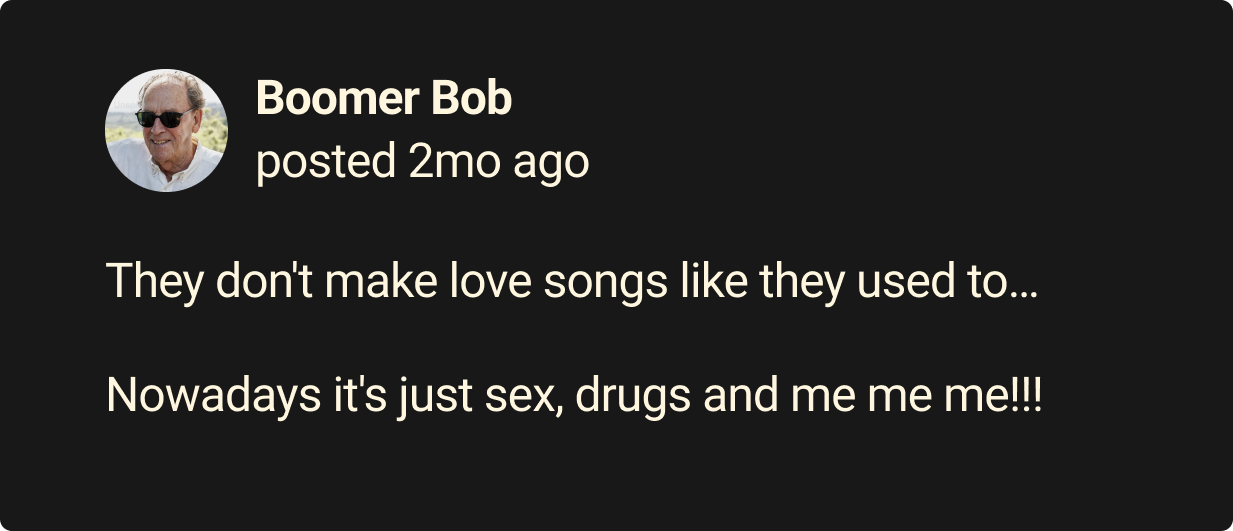 Boomer Bob
posted 2mo ago
They don't make love songs like they used to...
Nowadays it's just sex, drugs and me me me!!!